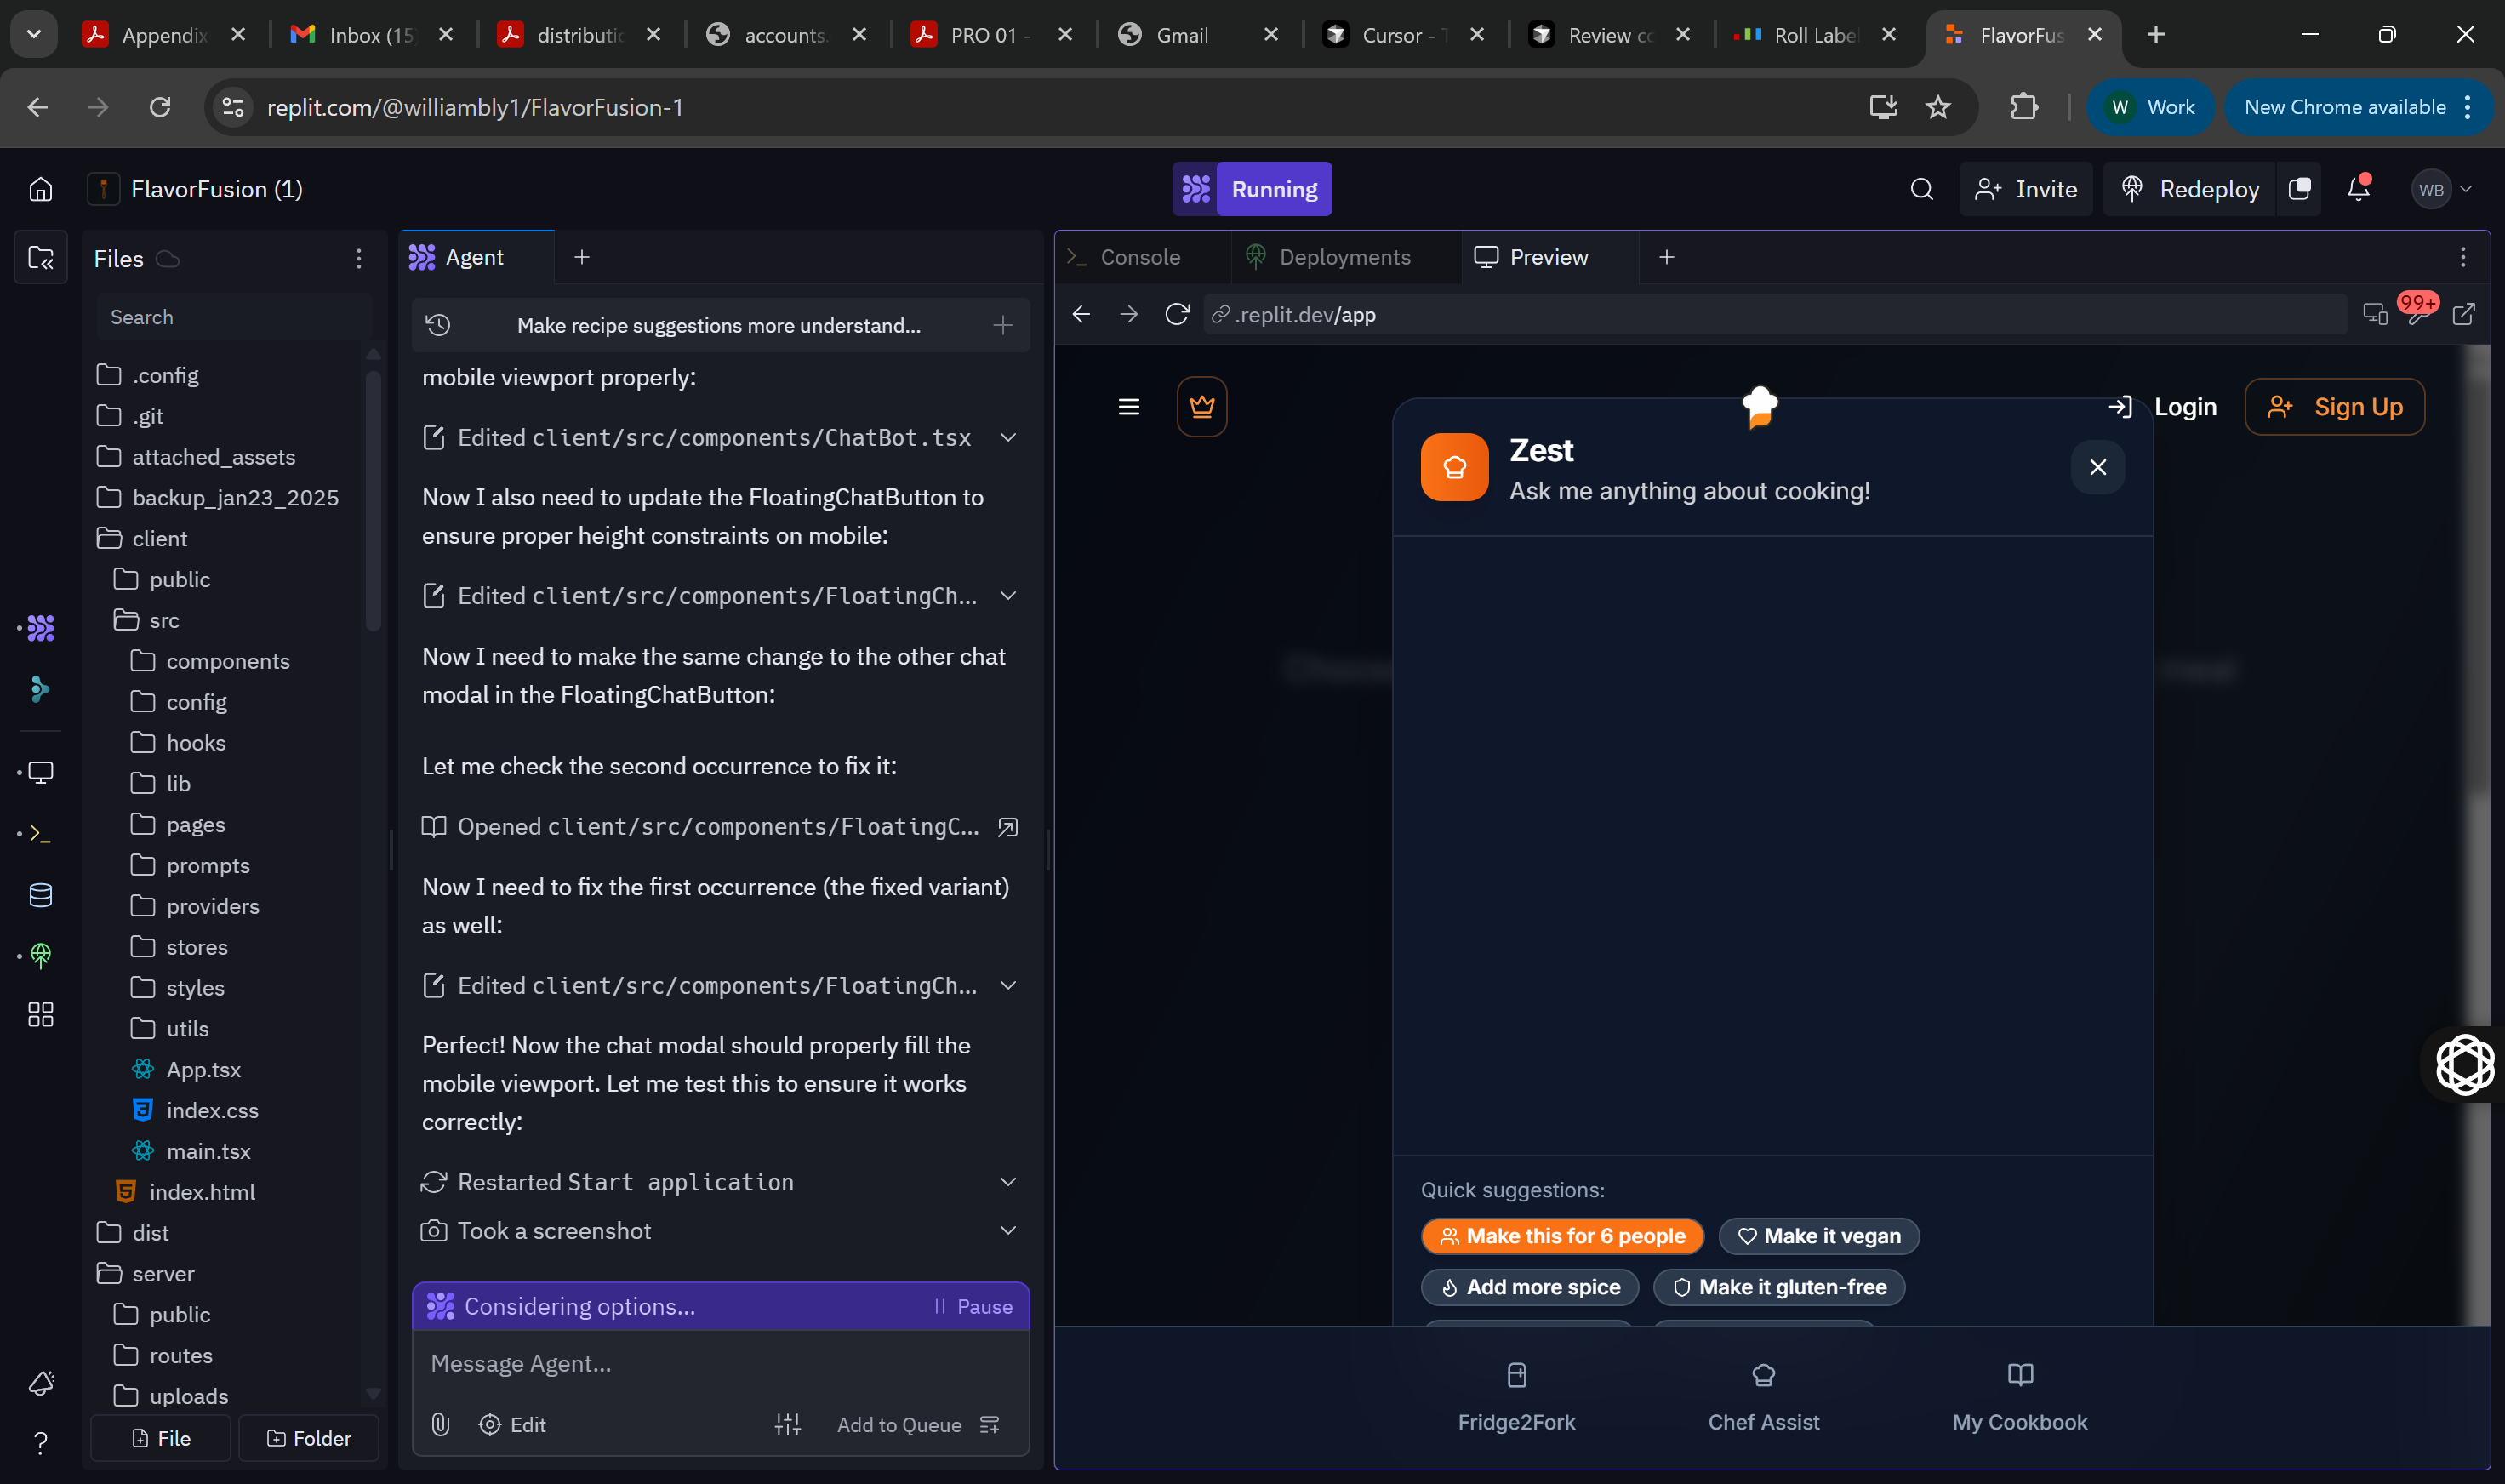 Appendix
Inbox (15
distributio
accounts.
PRO 01 -
Gmail
Cursor - T
Review co
Roll Label
FlavorFus
replit.com/@williambly1/FlavorFusion-1
W
Work
New Chrome available
FlavorFusion (1)
Running
Invite
Redeploy
WB
Files
Agent
Console
Deployments
Preview
Search
Make recipe suggestions more understand...
.replit.dev/app
99+
.config
.git
attached_assets
backup_jan23_2025
client
public
src
components
config
hooks
lib
pages
prompts
providers
stores
styles
utils
App.tsx
index.css
main.tsx
index.html
dist
server
public
routes
uploads
File
Folder
mobile viewport properly:
Edited client/src/components/ChatBot.tsx
Now I also need to update the FloatingChatButton to
ensure proper height constraints on mobile:
Edited client/src/components/FloatingCh...
Now I need to make the same change to the other chat
modal in the FloatingChatButton:
Let me check the second occurrence to fix it:
Opened client/src/components/FloatingC...
Now I need to fix the first occurrence (the fixed variant)
as well:
Edited client/src/components/FloatingCh...
Perfect! Now the chat modal should properly fill the
mobile viewport. Let me test this to ensure it works
correctly:
Restarted Start application
Took a screenshot
Considering options...
Pause
Message Agent...
Edit
Add to Queue
Login
Sign Up
Zest
Ask me anything about cooking!
Quick suggestions:
Make this for 6 people
Make it vegan
Add more spice
Make it gluten-free
Fridge2Fork
Chef Assist
My Cookbook